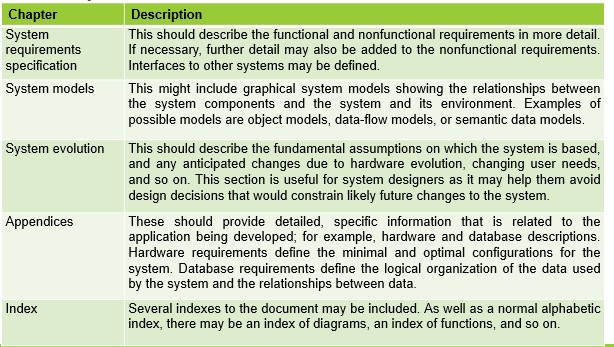 Chapter Description
System This should describe the functional and nonfunctional requirements in more detail.
requirements If necessary, further detail may also be added to the nonfunctional requirements.
specification Interfaces to other systems may be defined.
System models This might include graphical system models showing the relationships between
the system components and the system and its environment. Examples of
possible models are object models, data-flow models, or semantic data models.
System evolution This should describe the fundamental assumptions on which the system is based,
and any anticipated changes due to hardware evolution, changing user needs,
and so on. This section is useful for system designers as it may help them avoid
design decisions that would constrain likely future changes to the system.
Appendices These should provide detailed, specific information that is related to the
application being developed; for example, hardware and database descriptions.
Hardware requirements define the minimal and optimal configurations for the
system. Database requirements define the logical organization of the data used
by the system and the relationships between data.
Index Several indexes to the document may be included. As well as a normal alphabetic
index, there may be an index of diagrams, an index of functions, and so on.